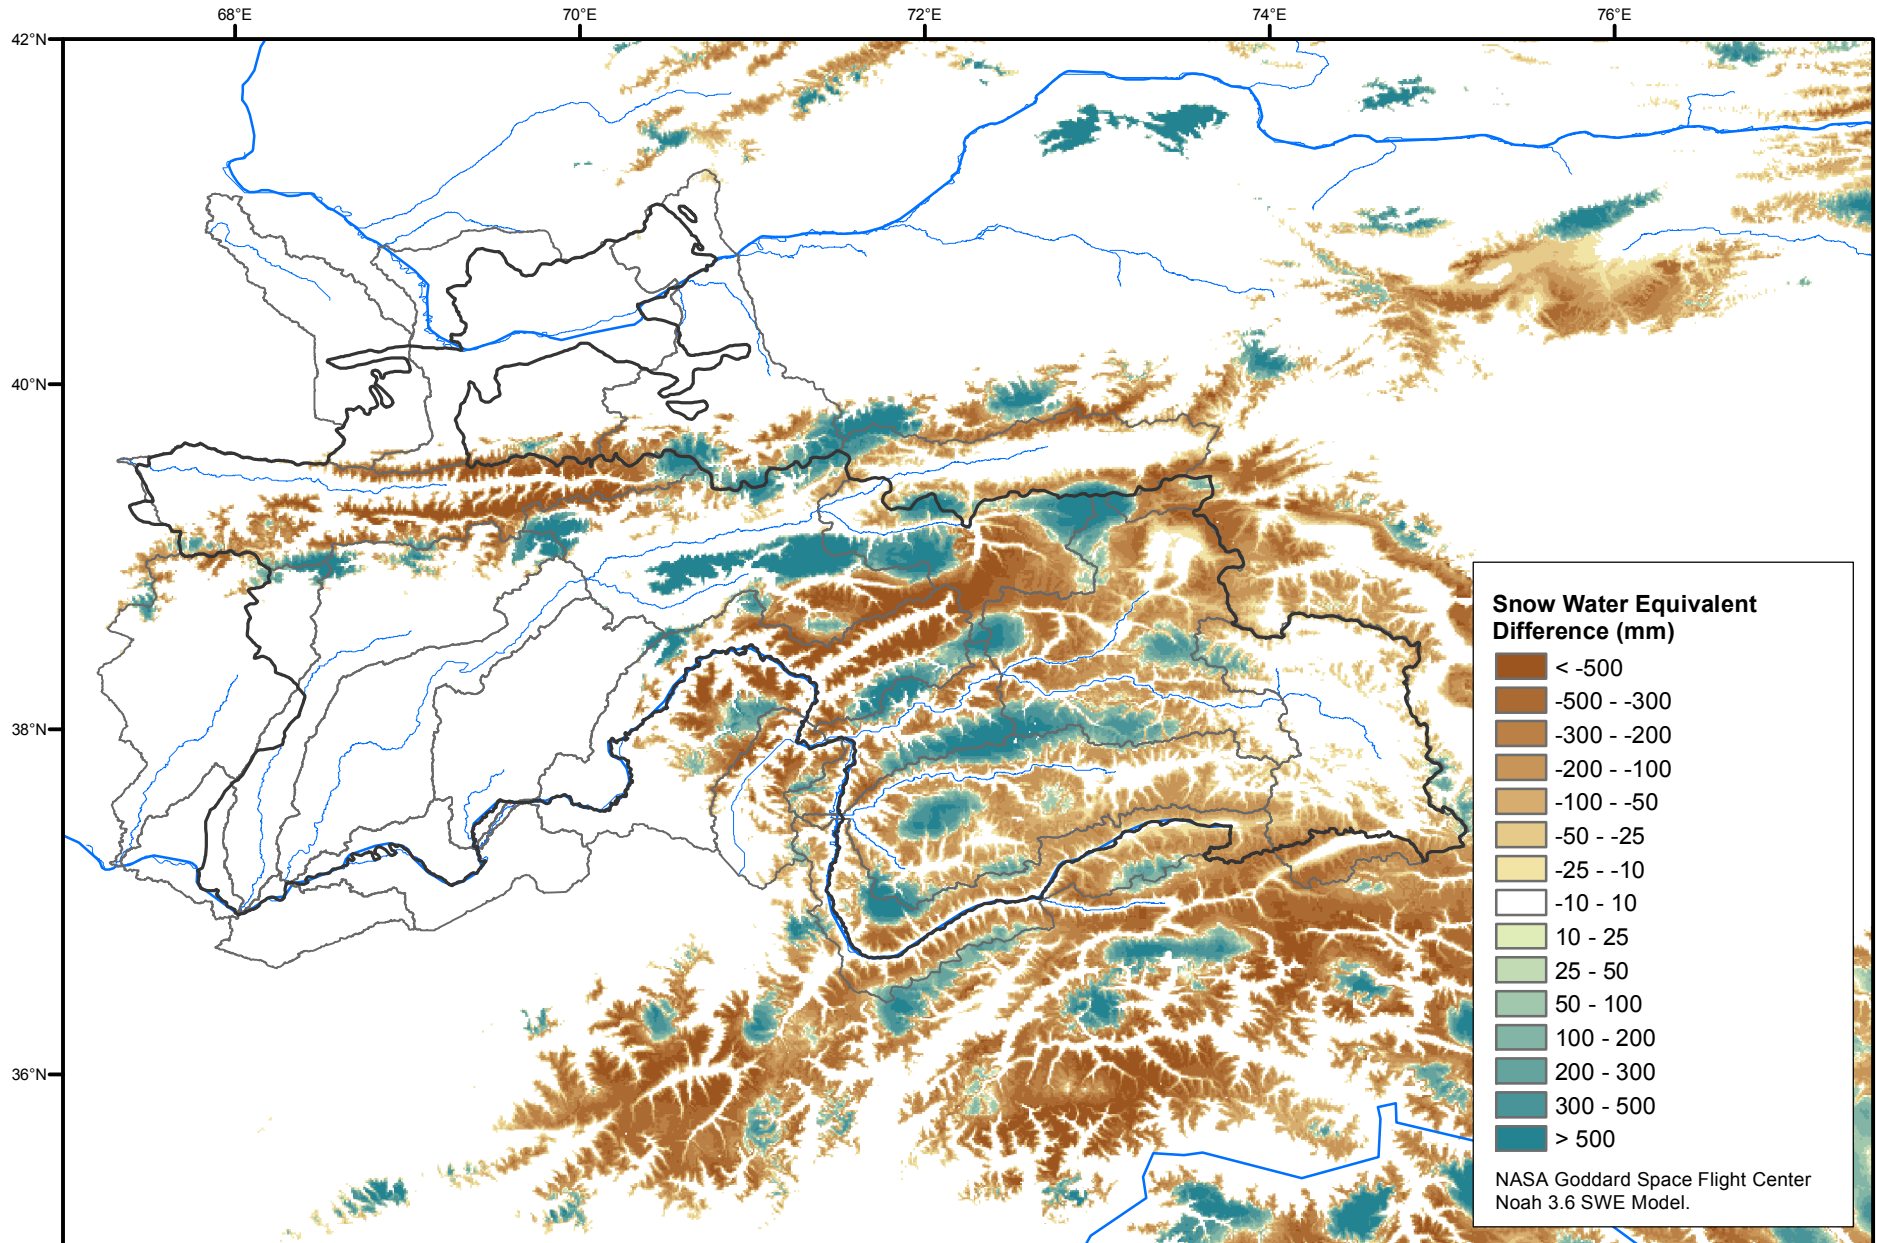 68°E 70°E 72°E 74°E 76°E
42°N
40°N
38°N
36°N
Snow Water Equivalent
Difference (mm)
< -500
-500 - -300
-300 - -200
-200 - -100
-100 - -50
-50 - -25
-25 - -10
-10 - 10
10 - 25
25 - 50
50 - 100
100 - 200
200 - 300
300 - 500
> 500
NASA Goddard Space Flight Center
Noah 3.6 SWE Model.